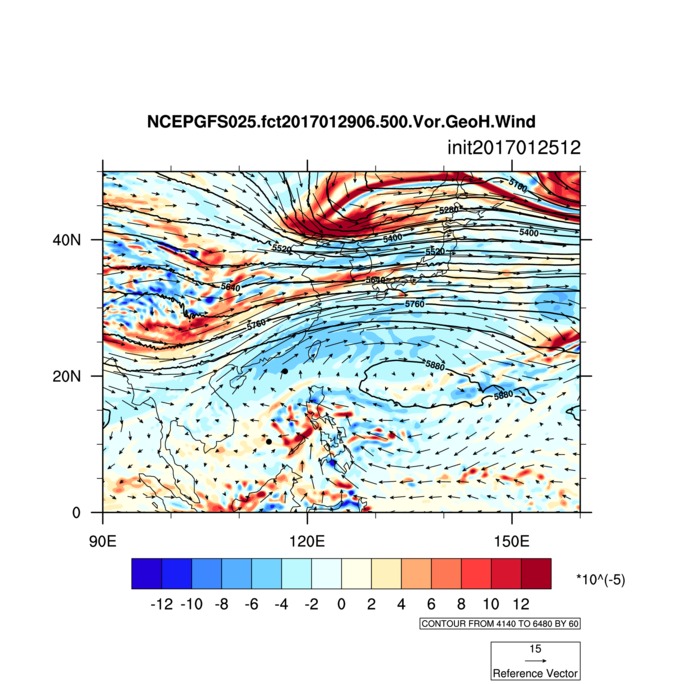 NCEPGFS025.fct2017012906.500.Vor.GeoH.Wind
init2017012512
5100
5280
40N
5520
5400
5400
5520
5640
5640
5760
5760
20N
5880
5880
0
90E 120E 150E
-12 -10 -8 -6 -4 -2 0 2 4 6 8 10 12
*10^(-5)
CONTOUR FROM 4140 TO 6480 BY 60
15
Reference Vector